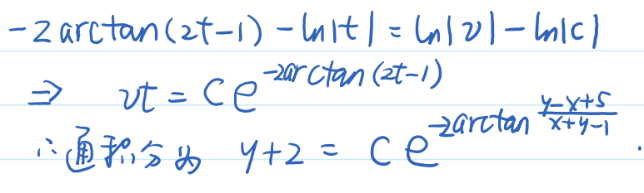 -2arctan(2t-1) - ln|t| = ln|v| - ln|c|
⇒ vt = Ce^{-2arctan(2t-1)}
∴通积分为 y+2 = Ce^{-2arctan \frac{y-x+5}{x+y-1}}.